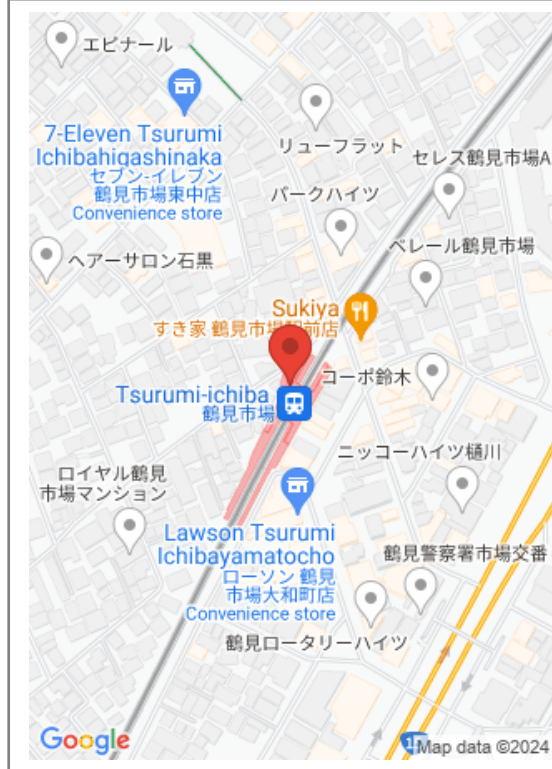 エピナール
7-Eleven Tsurumi
Ichibahigashinaka
セブン-イレブン
鶴見市場東中店
Convenience store
リューフラット
セレス鶴見市場A
パークハイツ
ヘアーサロン石黒
ベレール鶴見市場
Sukiya
すき家 鶴見市場駅前店
Tsurumi-ichiba
鶴見市場
コーポ鈴木
ニッコーハイツ樋川
ロイヤル鶴見
市場マンション
Lawson Tsurumi
Ichibayamatocho
ローソン 鶴見
市場大和町店
Convenience store
鶴見警察署市場交番
鶴見ロータリーハイツ
Google
Map data ©2024